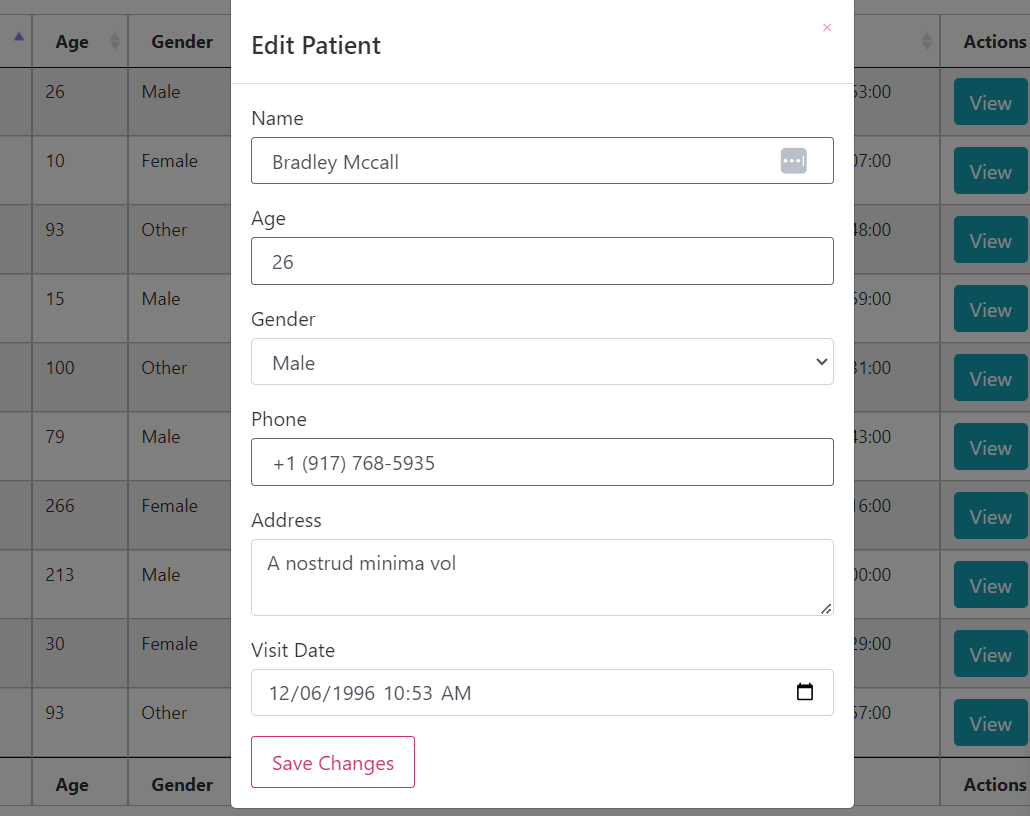 Age Gender Actions
Edit Patient ×
26 Male 53:00 View
Name
Bradley Mccall
10 Female 07:00 View
Age
93 Other 48:00 View
26
15 Male 59:00 View
Gender
Male
100 Other 31:00 View
Phone
79 Male 43:00 View
+1 (917) 768-5935
266 Female 16:00 View
Address
A nostrud minima vol
213 Male 00:00 View
30 Female 29:00 View
Visit Date
12/06/1996 10:53 AM
93 Other 57:00 View
Save Changes
Age Gender Actions